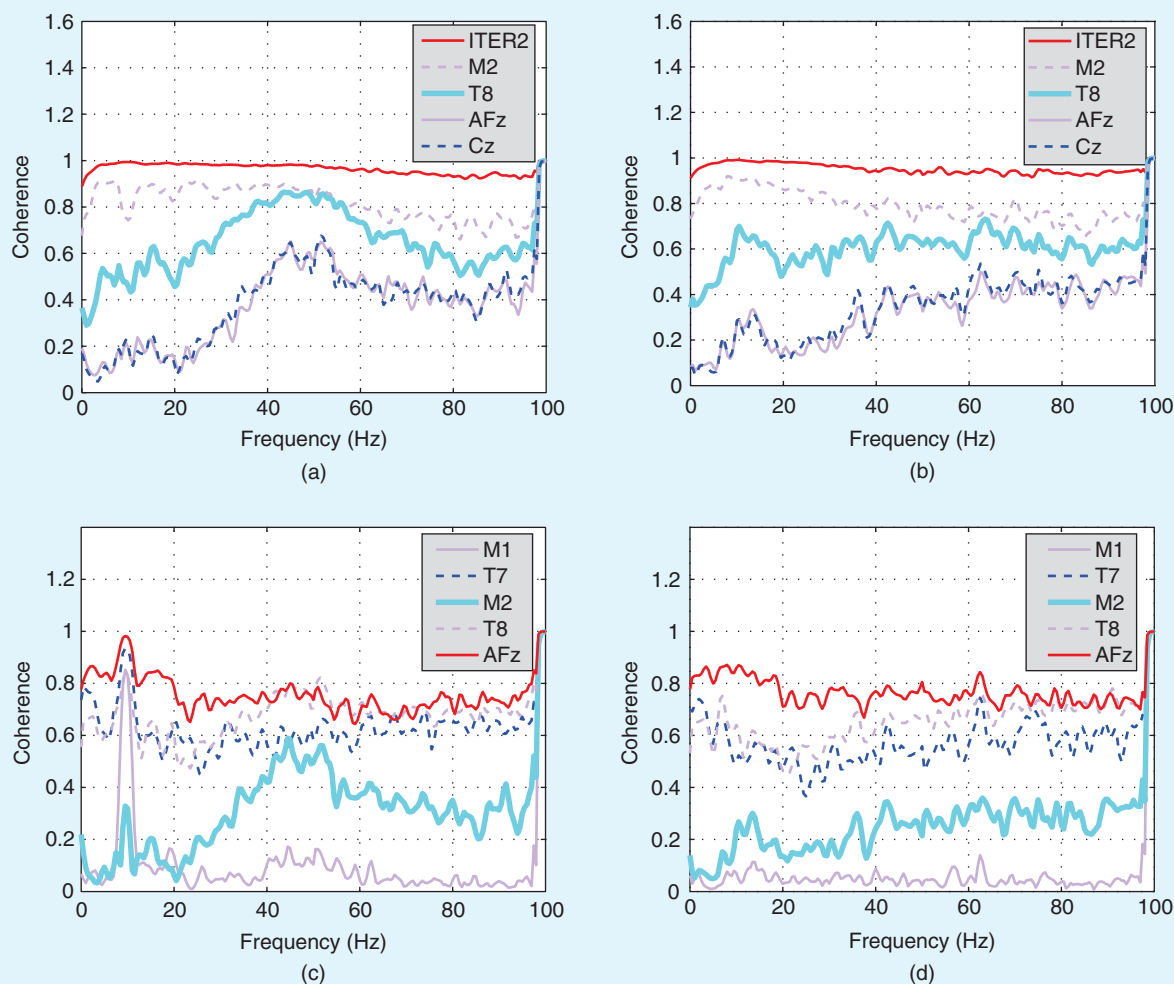 1.6
1.4
1.2
1
0.8
0.6
0.4
0.2
0
Coherence
ITER2
M2
T8
AFz
Cz
0 20 40 60 80 100
Frequency (Hz)
(a)
1.6
1.4
1.2
1
0.8
0.6
0.4
0.2
0
Coherence
ITER2
M2
T8
AFz
Cz
0 20 40 60 80 100
Frequency (Hz)
(b)
1.2
1
0.8
0.6
0.4
0.2
0
Coherence
M1
T7
M2
T8
AFz
0 20 40 60 80 100
Frequency (Hz)
(c)
1.2
1
0.8
0.6
0.4
0.2
0
Coherence
M1
T7
M2
T8
AFz
0 20 40 60 80 100
Frequency (Hz)
(d)